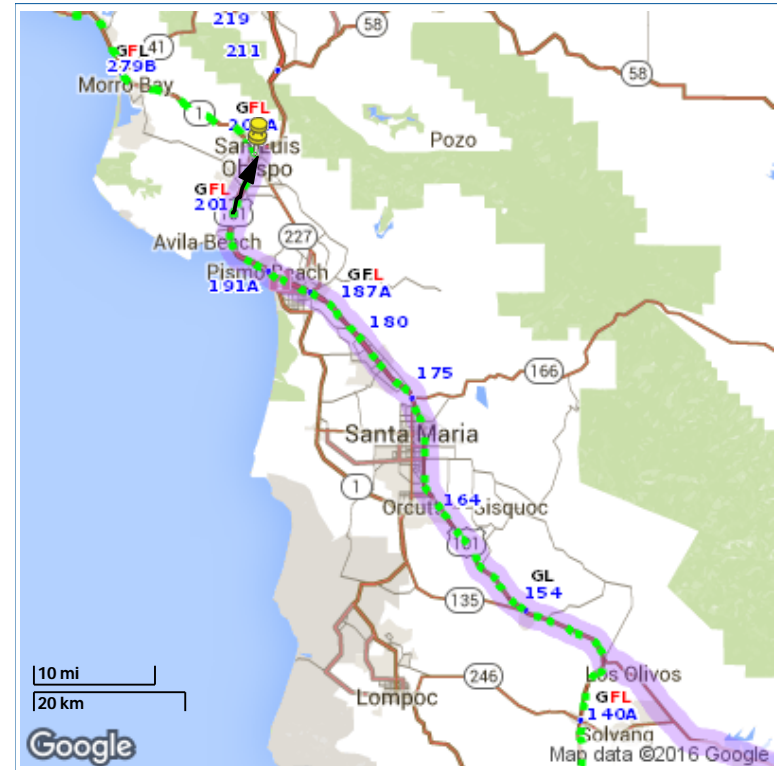 219
58
GFL
41
211
279B
58
Morro Bay
GFL
1
Pozo
San Luis
Obispo
GFL
201
101
Avila Beach
227
Pismo Beach
GFL
191A
187A
180
175
166
Santa Maria
1
164
Orcutt
Sisquoc
101
GL
154
135
Los Olivos
246
10 mi
GFL
Lompoc
20 km
140A
Solvang
Google
Map data ©2016 Google